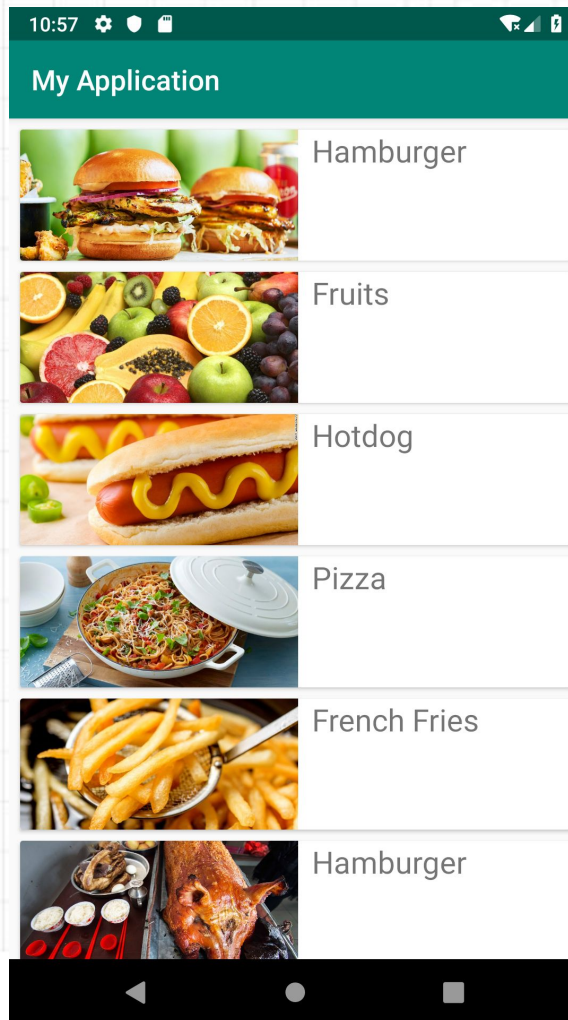 10:57
My Application
Hamburger
Fruits
Hotdog
Pizza
French Fries
Hamburger